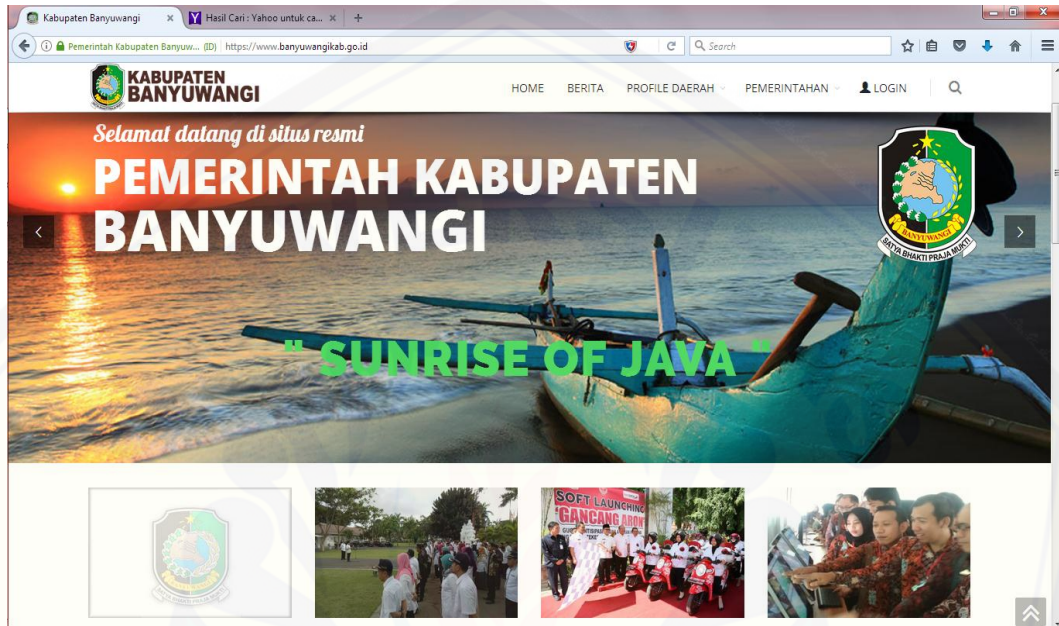 Kabupaten Banyuwangi
Hasil Cari : Yahoo untuk ca...
Pemerintah Kabupaten Banyuw... (ID)
https://www.banyuwangikab.go.id
Search
KABUPATEN
BANYUWANGI
HOME BERITA PROFILE DAERAH PEMERINTAHAN LOGIN
Selamat datang di situs resmi
PEMERINTAH KABUPATEN
BANYUWANGI
BANYUWANGI
SATYA BHAKTI PRAJA MUKTI
" SUNRISE OF JAVA "
SOFT LAUNCHING